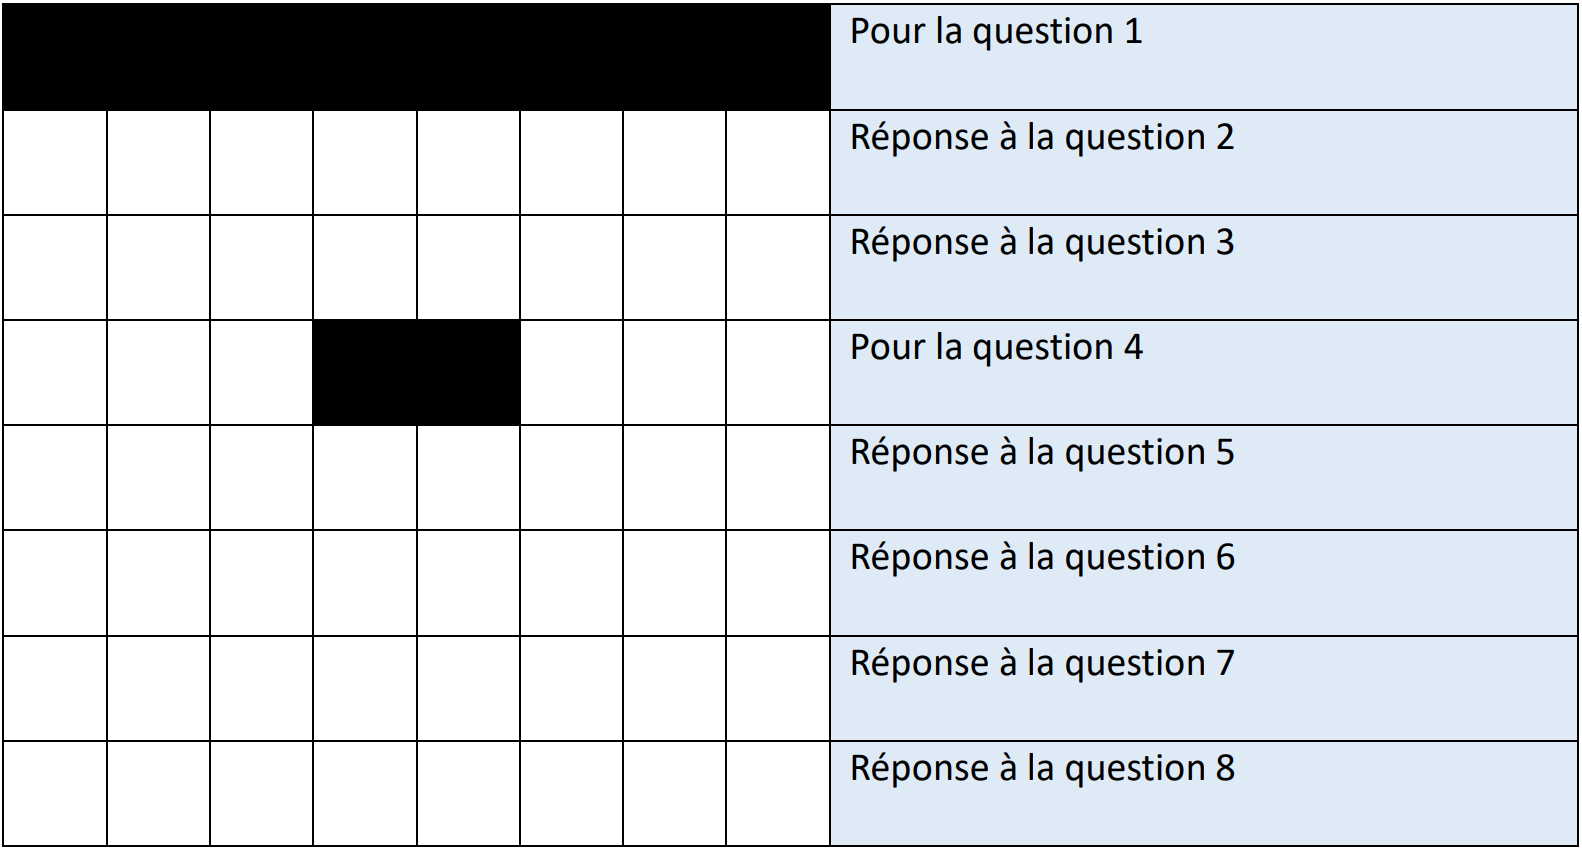 Pour la question 1
Réponse à la question 2
Réponse à la question 3
Pour la question 4
Réponse à la question 5
Réponse à la question 6
Réponse à la question 7
Réponse à la question 8